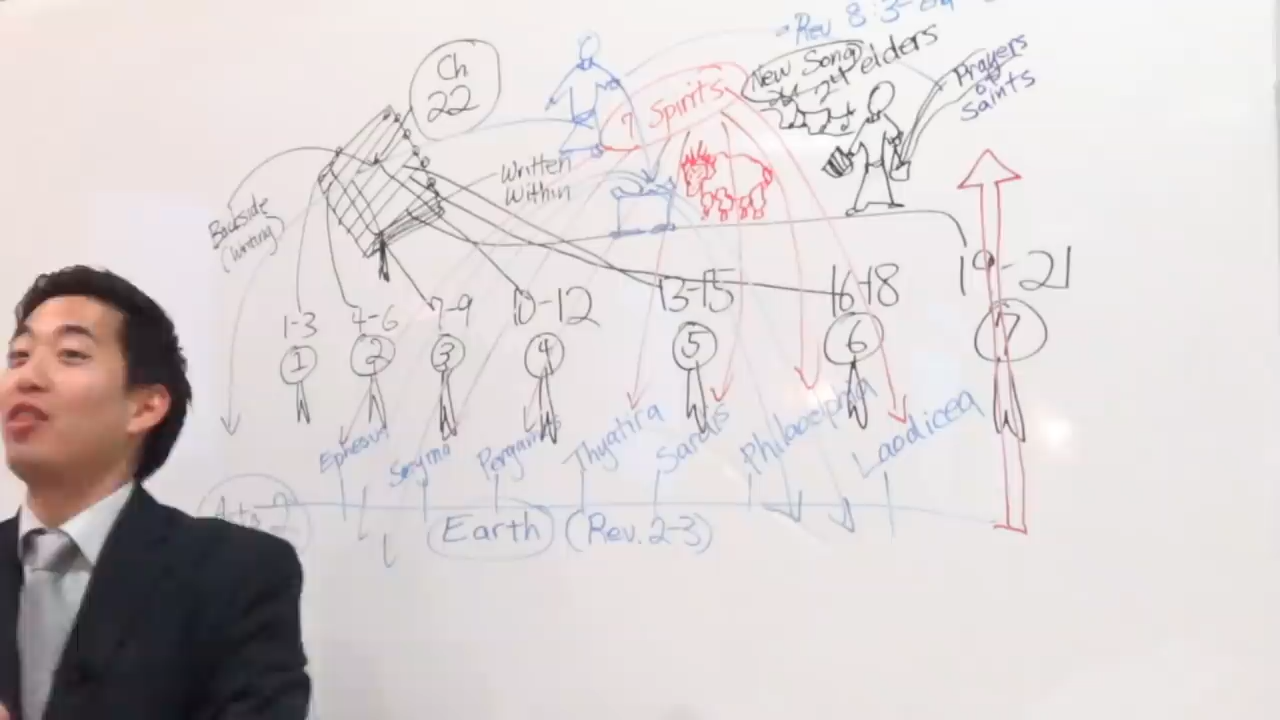 Rev 8:3-
Ch
22
New Song
24 elders
Prayers
of
Saints
7 Spirits
Written
Within
Backside
(Writing)
1-3
4-6
7-9
10-12
13-15
16-18
19-21
1
2
3
4
5
6
7
Ephesus
Smyrna
Pergamos
Thyatira
Sardis
Philadelphia
Laodicea
Earth (Rev. 2-3)